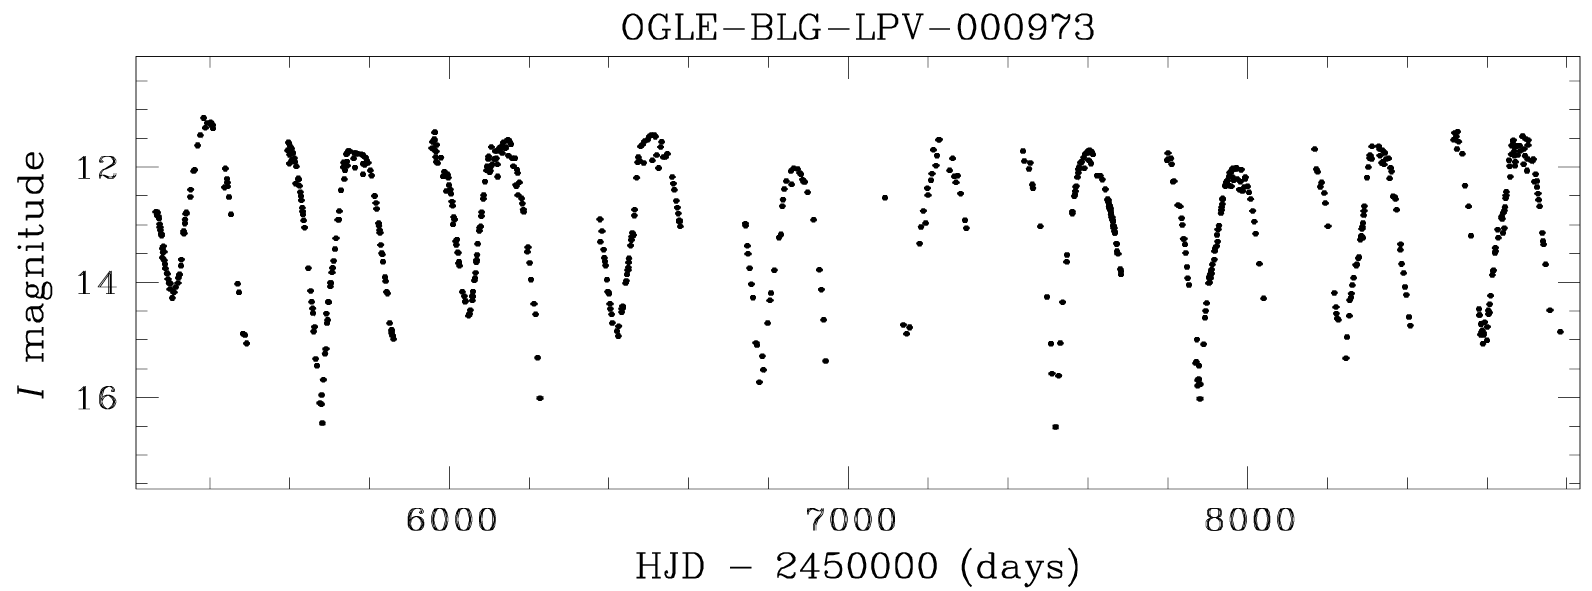 OGLE-BLG-LPV-000973
12
14
16
I magnitude
6000 7000 8000
HJD - 2450000 (days)